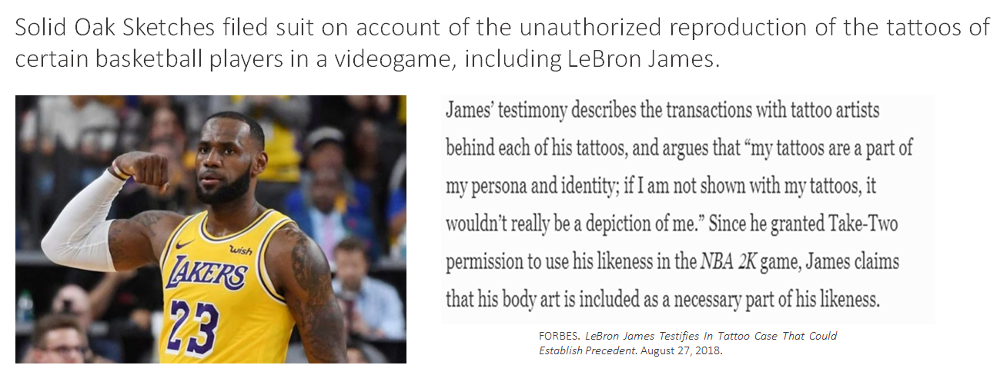 Solid Oak Sketches filed suit on account of the unauthorized reproduction of the tattoos of
certain basketball players in a videogame, including LeBron James.
wish
LAKERS
23
James’ testimony describes the transactions with tattoo artists
behind each of his tattoos, and argues that “my tattoos are a part of
my persona and identity; if I am not shown with my tattoos, it
wouldn’t really be a depiction of me.” Since he granted Take-Two
permission to use his likeness in the NBA 2K game, James claims
that his body art is included as a necessary part of his likeness.
FORBES. LeBron James Testifies In Tattoo Case That Could
Establish Precedent. August 27, 2018.